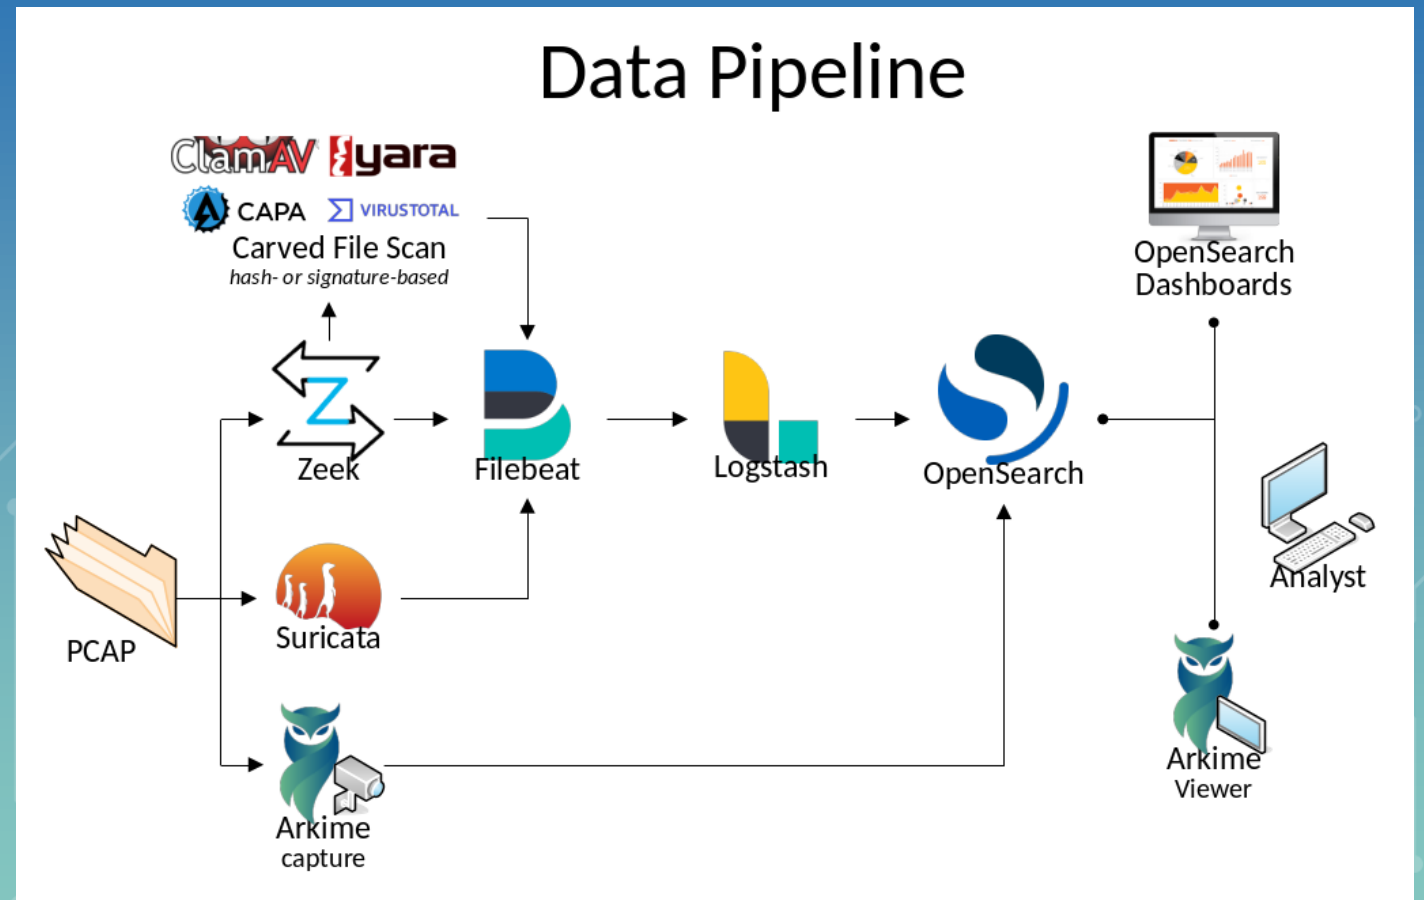 Data Pipeline
ClamAV yara
CAPA VIRUSTOTAL
Carved File Scan
hash- or signature-based
OpenSearch
Dashboards
Zeek
Filebeat
Logstash
OpenSearch
Analyst
PCAP
Suricata
Arkime
Viewer
Arkime
capture